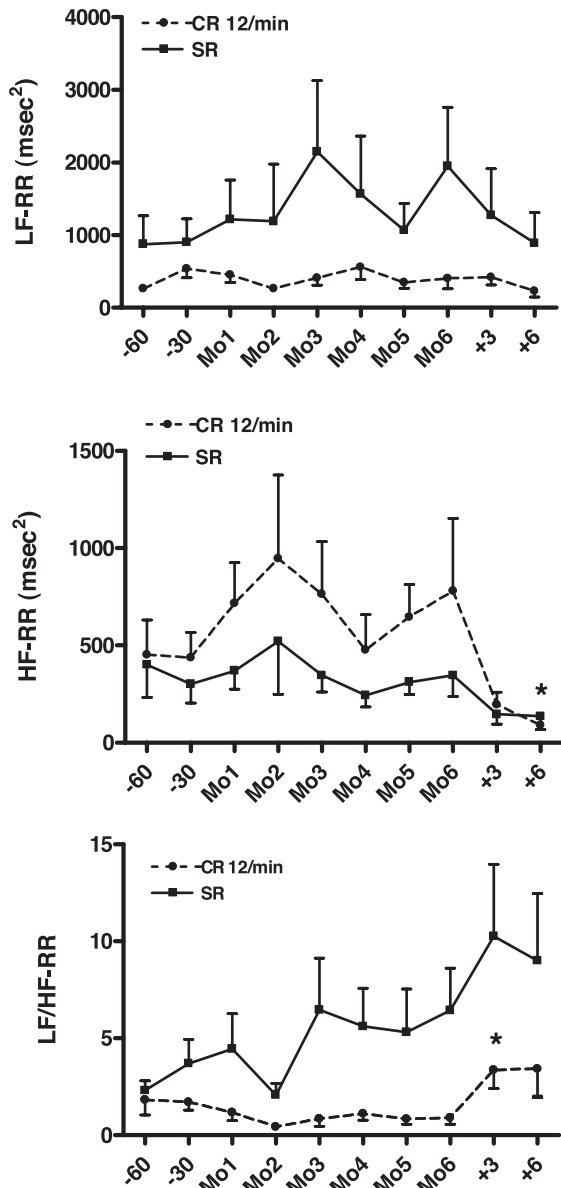 4000
CR 12/min
SR
3000
2000
1000
0
LF-RR (msec²)
-60 -30 Mo1 Mo2 Mo3 Mo4 Mo5 Mo6 +3 +6
CR 12/min
1500
SR
1000
500
0
HF-RR (msec²)
*
-60 -30 Mo1 Mo2 Mo3 Mo4 Mo5 Mo6 +3 +6
15
CR 12/min
SR
10
5
0
LF/HF-RR
*
-60 -30 Mo1 Mo2 Mo3 Mo4 Mo5 Mo6 +3 +6